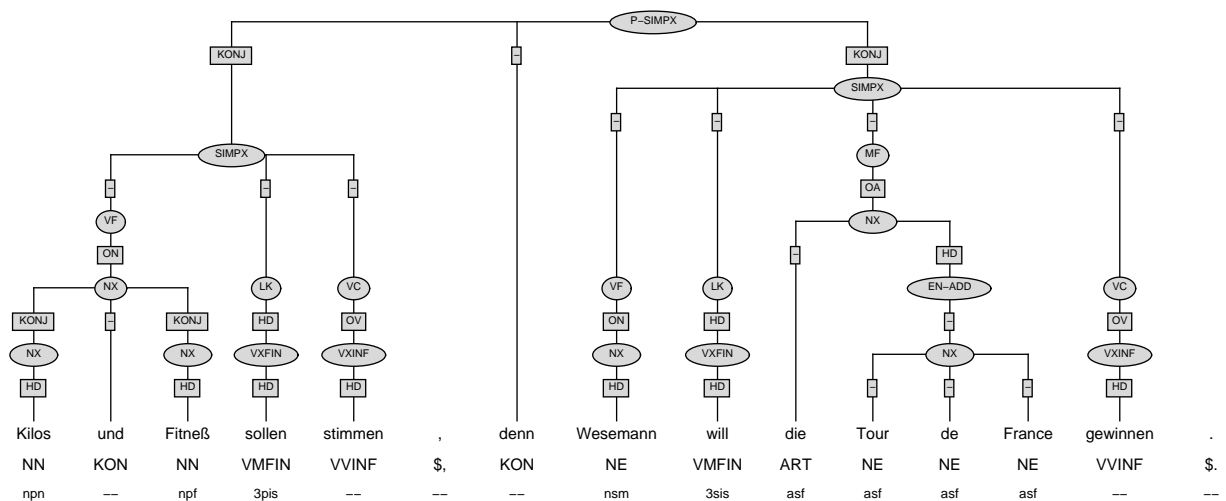 P−SIMPX
KONJ − KONJ
SIMPX
− − − −
SIMPX MF
− − − OA
VF NX
ON − HD
NX LK VC VF LK EN−ADD VC
KONJ − KONJ HD OV ON HD − OV
NX NX VXFIN VXINF NX VXFIN NX VXINF
HD HD HD HD HD HD − − − HD
Kilos und Fitneß sollen stimmen , denn Wesemann will die Tour de France gewinnen .
NN KON NN VMFIN VVINF $, KON NE VMFIN ART NE NE NE VVINF $.
npn −− npf 3pis −− −− −− nsm 3sis asf asf asf asf −− −−